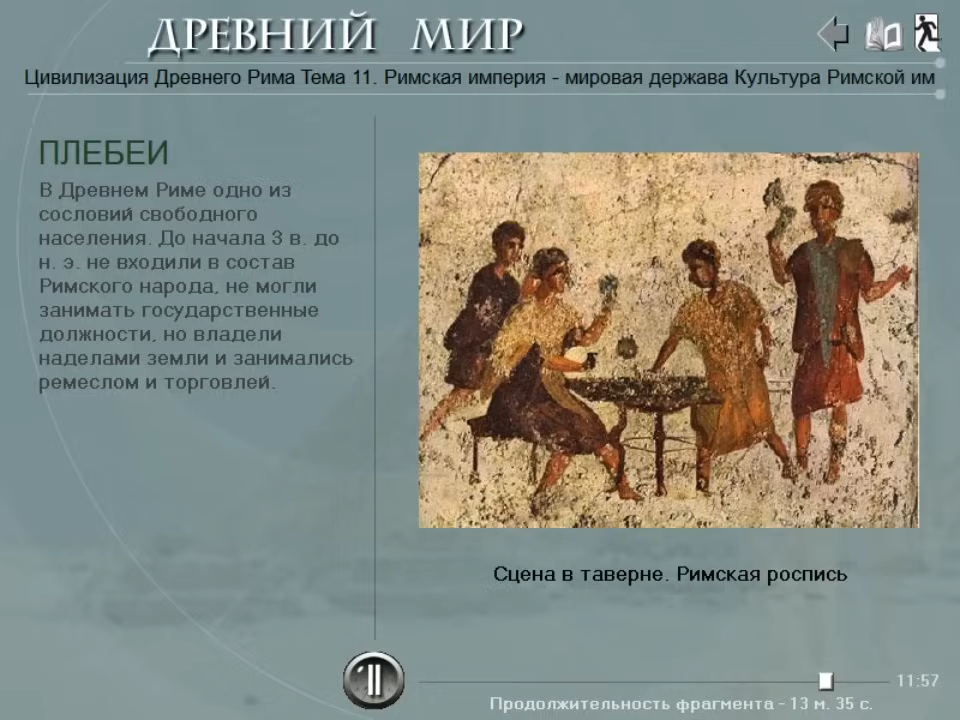 ДРЕВНИЙ МИР
Цивилизация Древнего Рима Тема 11. Римская империя - мировая держава Культура Римской им
ПЛЕБЕИ
В Древнем Риме одно из
сословий свободного
населения. До начала 3 в. до
н. э. не входили в состав
Римского народа, не могли
занимать государственные
должности, но владели
наделами земли и занимались
ремеслом и торговлей.
Сцена в таверне. Римская роспись
11:57
Продолжительность фрагмента - 13 м. 35 с.